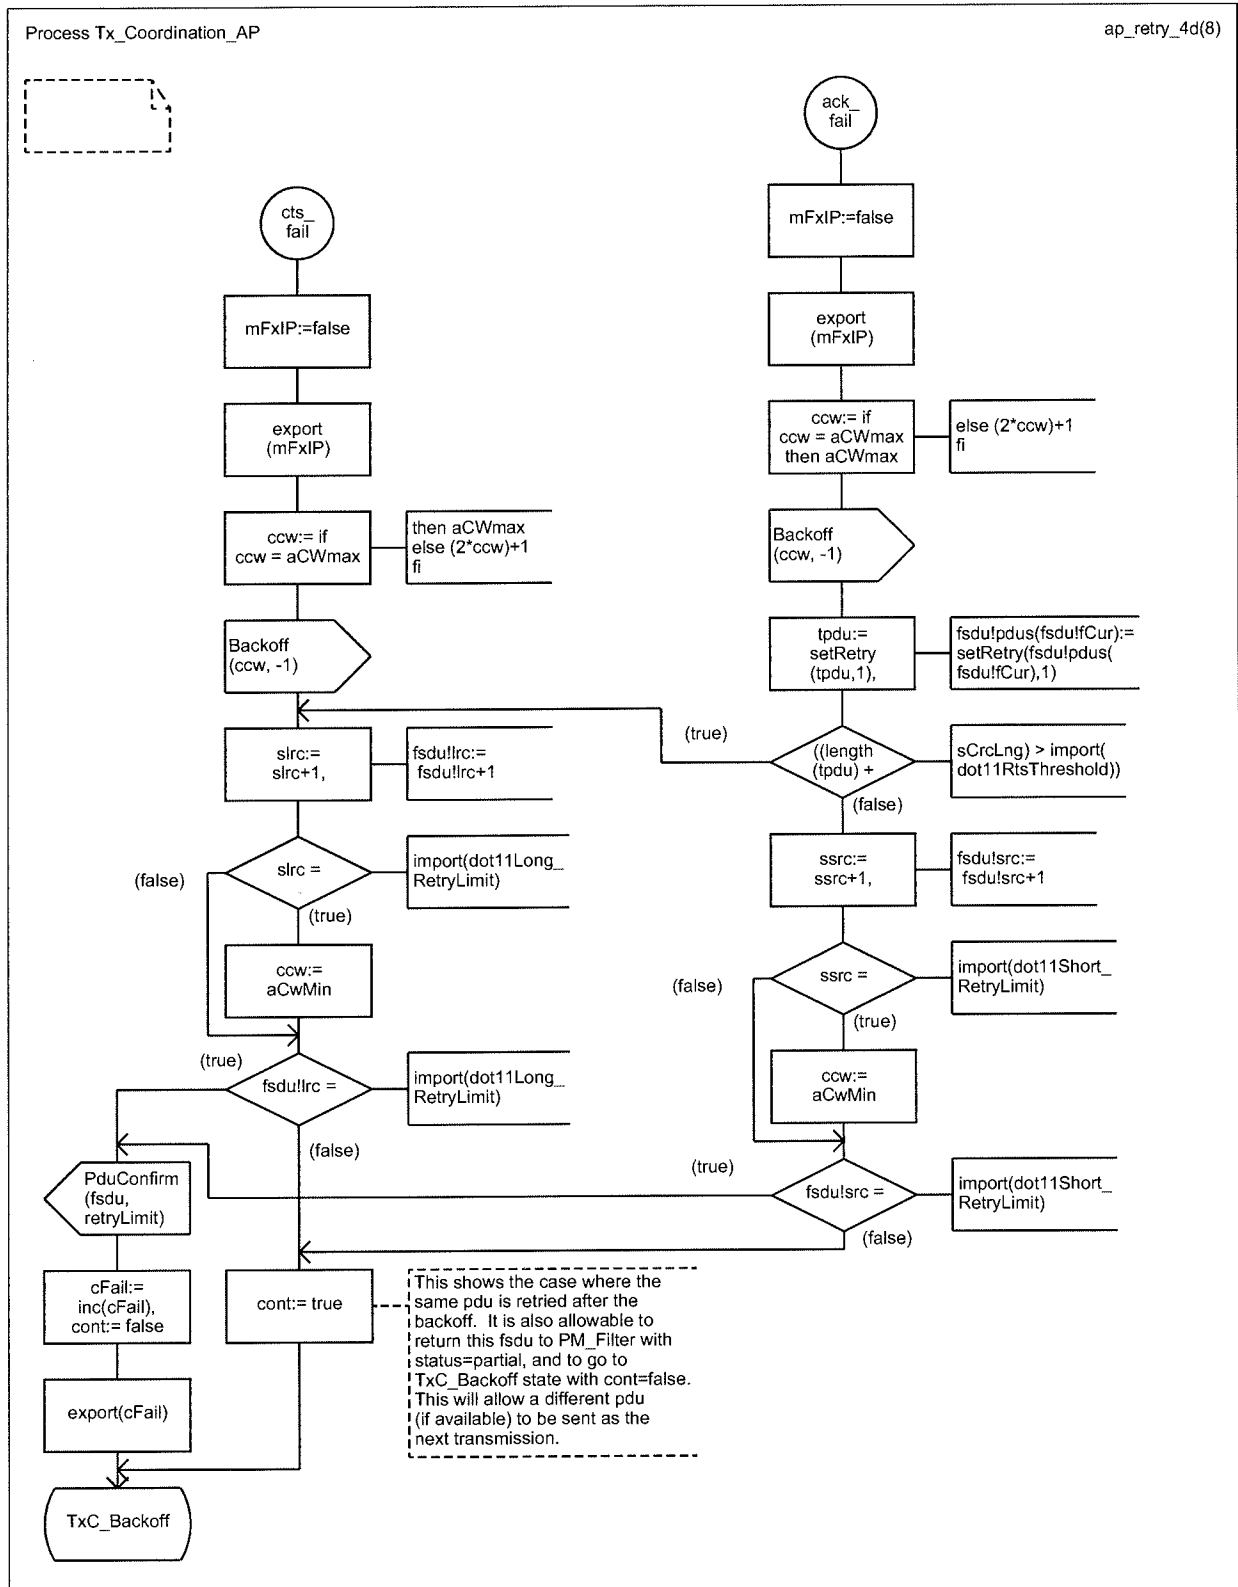 Process Tx_Coordination_AP
ap_retry_4d(8)
cts_
fail
mFxIP:=false
export
(mFxIP)
ccw:= if
ccw = aCWmax
then aCWmax
else (2*ccw)+1
fi
Backoff
(ccw, -1)
slrc:=
slrc+1,
fsdu!lrc:=
fsdu!lrc+1
slrc =
import(dot11Long_
RetryLimit)
(false)
(true)
ccw:=
aCwMin
(true)
fsdu!lrc =
import(dot11Long_
RetryLimit)
(false)
PduConfirm
(fsdu,
retryLimit)
cFail:=
inc(cFail),
cont:= false
export(cFail)
TxC_Backoff
cont:= true
This shows the case where the
same pdu is retried after the
backoff. It is also allowable to
return this fsdu to PM_Filter with
status=partial, and to go to
TxC_Backoff state with cont=false.
This will allow a different pdu
(if available) to be sent as the
next transmission.
ack_
fail
mFxIP:=false
export
(mFxIP)
ccw:= if
ccw = aCWmax
then aCWmax
else (2*ccw)+1
fi
Backoff
(ccw, -1)
tpdu:=
setRetry
(tpdu,1),
fsdu!pdus(fsdu!fCur):=
setRetry(fsdu!pdus(
fsdu!fCur),1)
(true)
((length
(tpdu) +
sCrcLng) > import(
dot11RtsThreshold))
(false)
ssrc:=
ssrc+1,
fsdu!src:=
fsdu!src+1
ssrc =
import(dot11Short_
RetryLimit)
(false)
(true)
ccw:=
aCwMin
(true)
fsdu!src =
import(dot11Short_
RetryLimit)
(false)